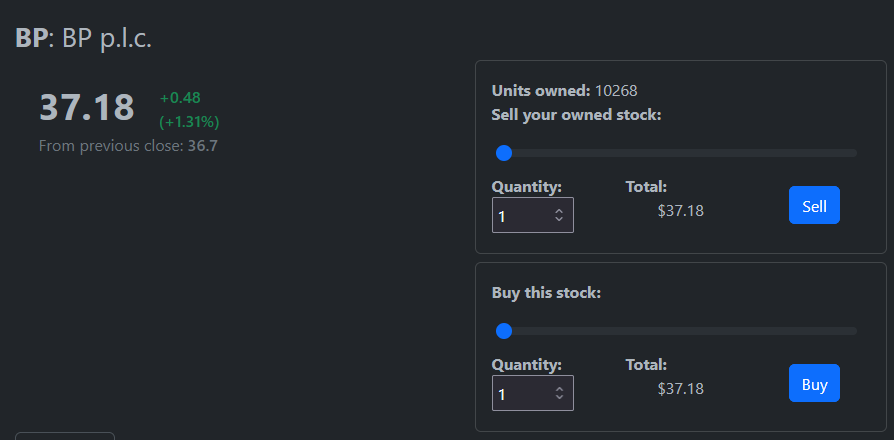 BP: BP p.l.c.
37.18
+0.48
(+1.31%)
From previous close: 36.7
Units owned: 10268
Sell your owned stock:
Quantity:
Total:
1
$37.18
Sell
Buy this stock:
Quantity:
Total:
1
$37.18
Buy